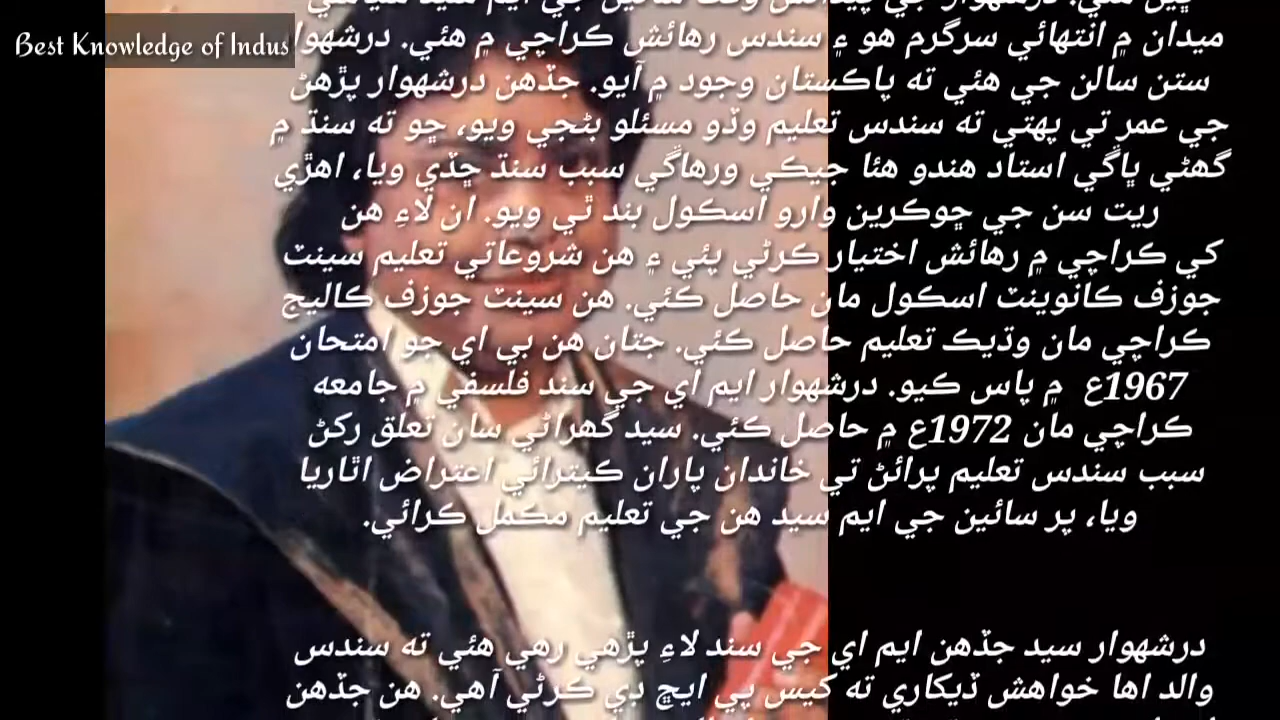 Best Knowledge of Indus
ميدان ۾ انتهائي سرگرم هو ۽ سندس رهائش ڪراچي ۾ هئي. درشهوار
ستن سالن جي هئي ته پاڪستان وجود ۾ آيو. جڏهن درشهوار پڙهڻ
جي عمر تي پهتي ته سندس تعليم وڏو مسئلو بڻجي ويو، ڇو ته سنڌ ۾
گهڻي ڀاڱي استاد هندو هئا جيڪي ورهاڱي سبب سنڌ ڇڏي ويا، اهڙي
ريت سن جي ڇوڪرين وارو اسڪول بند ٿي ويو. ان لاءِ هن
کي ڪراچي ۾ رهائش اختيار ڪرڻي پئي ۽ هن شروعاتي تعليم سينٽ
جوزف ڪانوينٽ اسڪول مان حاصل ڪئي. هن سينٽ جوزف ڪاليج
ڪراچي مان وڌيڪ تعليم حاصل ڪئي. جتان هن بي اي جو امتحان
1967ع ۾ پاس ڪيو. درشهوار ايم اي جي سند فلسفي ۾ جامعه
ڪراچي مان 1972ع ۾ حاصل ڪئي. سيد گهراڻي سان تعلق رکڻ
سبب سندس تعليم پرائڻ تي خاندان پاران ڪيترائي اعتراض اٿاريا
ويا، پر سائين جي ايم سيد هن جي تعليم مڪمل ڪرائي.
درشهوار سيد جڏهن ايم اي جي سند لاءِ پڙهي رهي هئي ته سندس
والد اها خواهش ڏيکاري ته کيس پي ايڇ ڊي ڪرڻي آهي. هن جڏهن